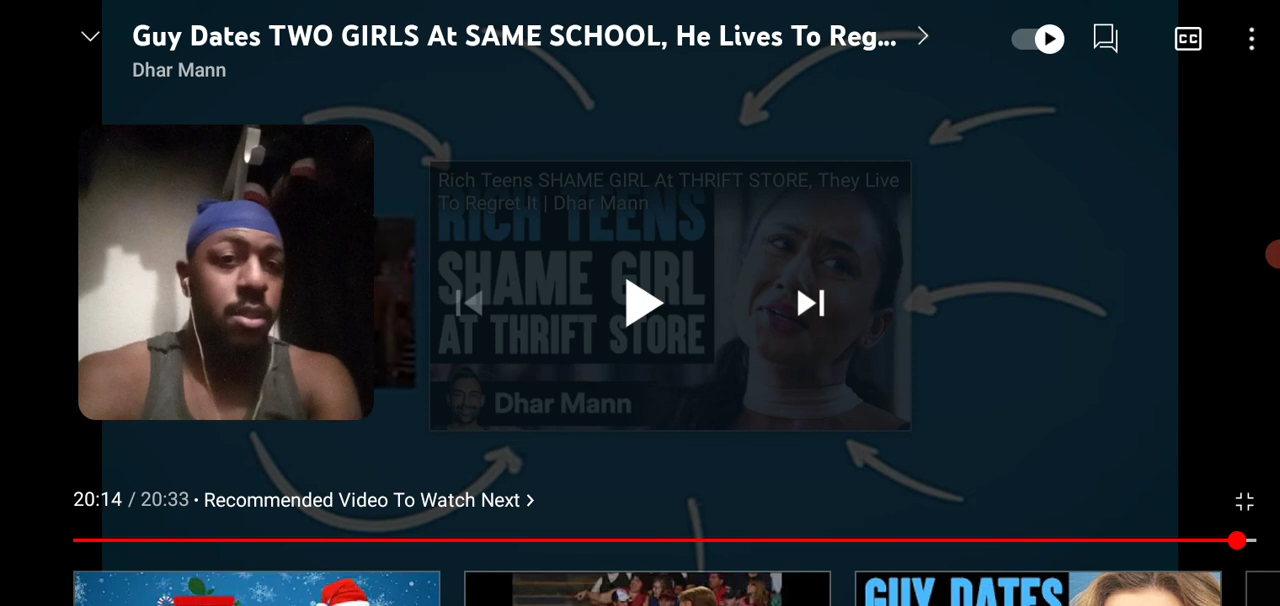 Guy Dates TWO GIRLS At SAME SCHOOL, He Lives To Reg...
Dhar Mann
CC
Rich Teens SHAME GIRL At THRIFT STORE, They Live
To Regret It | Dhar Mann
RICH TEENS
SHAME GIRL
AT THRIFT STORE
Dhar Mann
20:14 / 20:33 · Recommended Video To Watch Next
GUY DATES